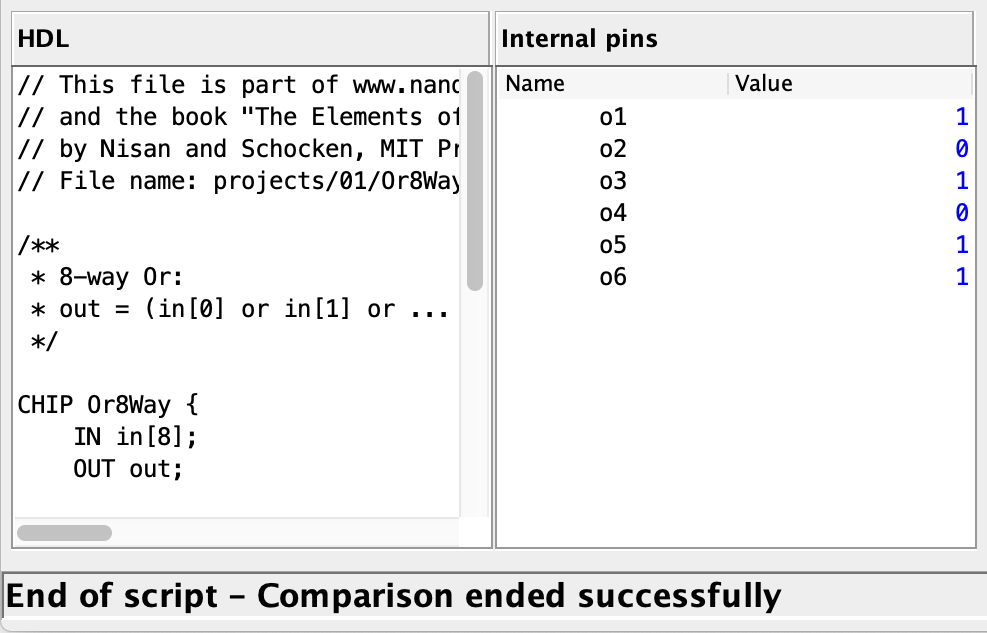 HDL
// This file is part of www.nand
// and the book "The Elements of
// by Nisan and Schocken, MIT Pr
// File name: projects/01/Or8Way
/**
* 8-way Or:
* out = (in[0] or in[1] or ...
*/
CHIP Or8Way {
IN in[8];
OUT out;
Internal pins
Name Value
o1 1
o2 0
o3 1
o4 0
o5 1
o6 1
End of script - Comparison ended successfully